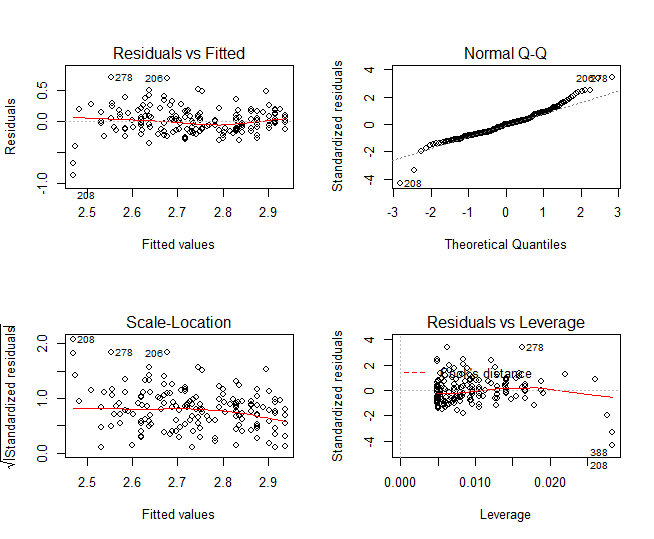 Residuals vs Fitted
Residuals
0.5
0.0
-1.0
278
206
208
2.5 2.6 2.7 2.8 2.9
Fitted values
Normal Q-Q
Standardized residuals
4
2
0
-2
-4
206 278
208
-3 -2 -1 0 1 2 3
Theoretical Quantiles
Scale-Location
√|Standardized residuals|
2.0
1.0
0.0
208
278
206
2.5 2.6 2.7 2.8 2.9
Fitted values
Residuals vs Leverage
Standardized residuals
4
2
0
-2
-4
278
Cook's distance
388
208
0.000 0.010 0.020
Leverage